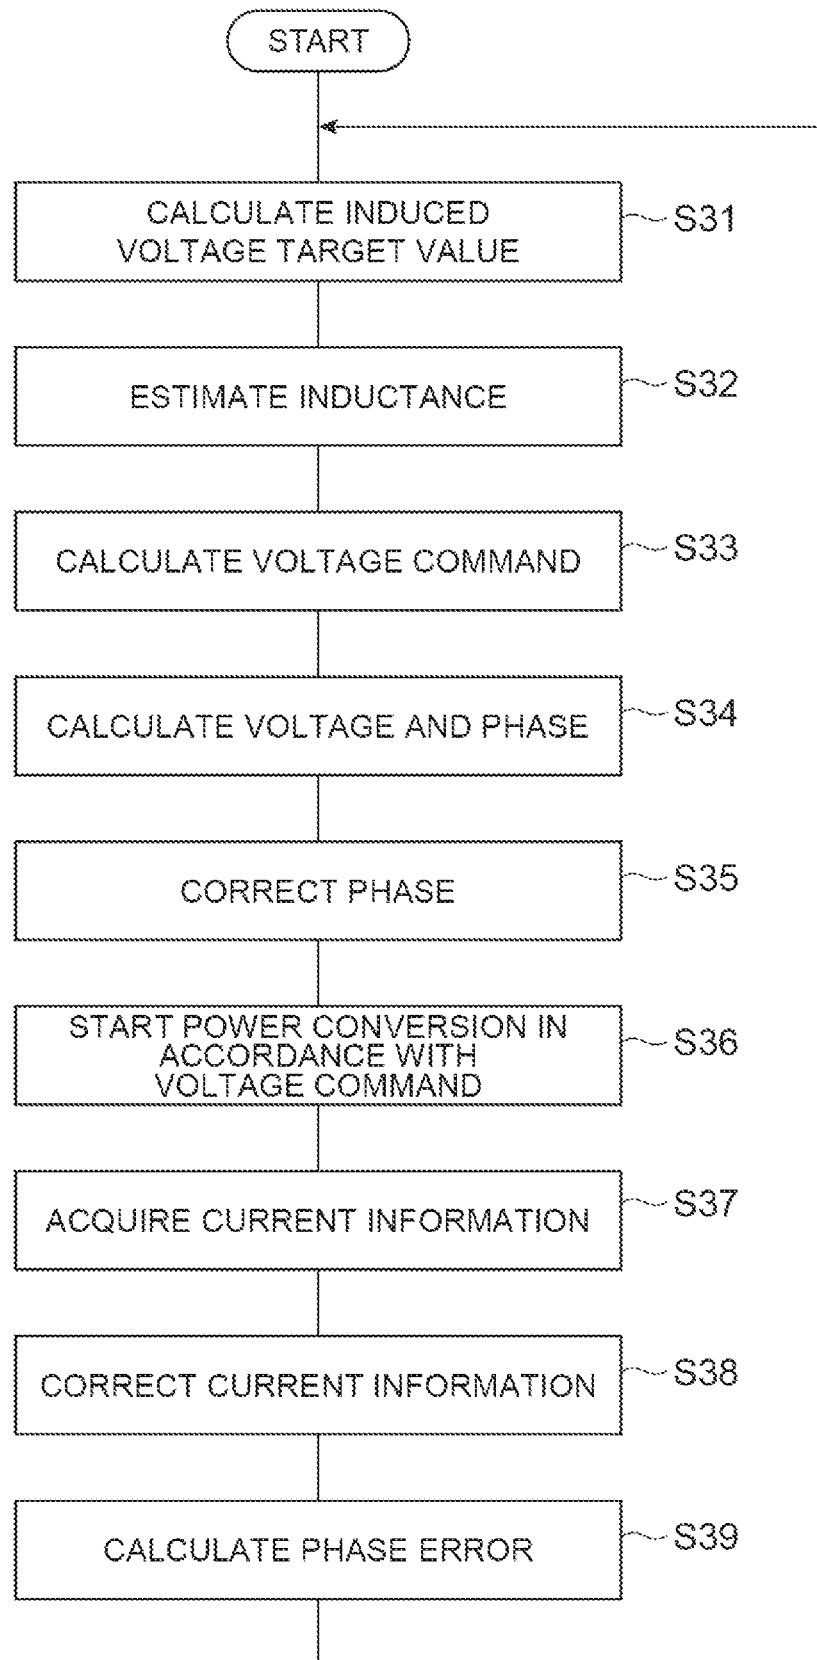 START
CALCULATE INDUCED
VOLTAGE TARGET VALUE
S31
ESTIMATE INDUCTANCE
S32
CALCULATE VOLTAGE COMMAND
S33
CALCULATE VOLTAGE AND PHASE
S34
CORRECT PHASE
S35
START POWER CONVERSION IN
ACCORDANCE WITH
VOLTAGE COMMAND
S36
ACQUIRE CURRENT INFORMATION
S37
CORRECT CURRENT INFORMATION
S38
CALCULATE PHASE ERROR
S39